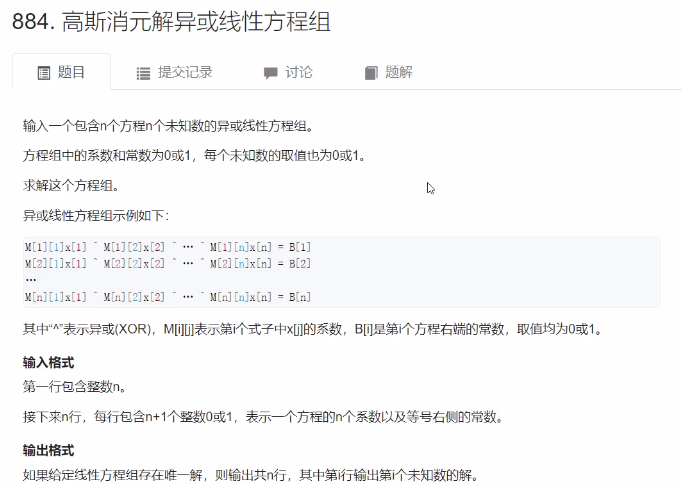 884. 高斯消元解异或线性方程组
题目 提交记录 讨论 题解
输入一个包含n个方程n个未知数的异或线性方程组。
方程组中的系数和常数为0或1，每个未知数的取值也为0或1。
求解这个方程组。
异或线性方程组示例如下：
M[1][1]x[1] ^ M[1][2]x[2] ^ … ^ M[1][n]x[n] = B[1]
M[2][1]x[1] ^ M[2][2]x[2] ^ … ^ M[2][n]x[n] = B[2]
…
M[n][1]x[1] ^ M[n][2]x[2] ^ … ^ M[n][n]x[n] = B[n]
其中“^”表示异或(XOR)，M[i][j]表示第i个式子中x[j]的系数，B[i]是第i个方程右端的常数，取值均为0或1。
输入格式
第一行包含整数n。
接下来n行，每行包含n+1个整数0或1，表示一个方程的n个系数以及等号右侧的常数。
输出格式
如果给定线性方程组存在唯一解，则输出共n行，其中第i行输出第i个未知数的解。